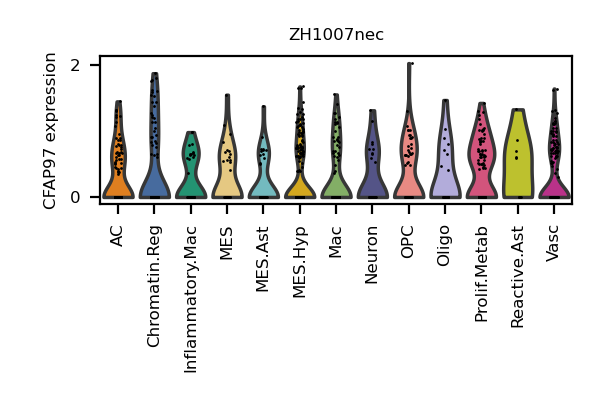 ZH1007nec
CFAP97 expression
2
0
AC
Chromatin.Reg
Inflammatory.Mac
MES
MES.Ast
MES.Hyp
Mac
Neuron
OPC
Oligo
Prolif.Metab
Reactive.Ast
Vasc